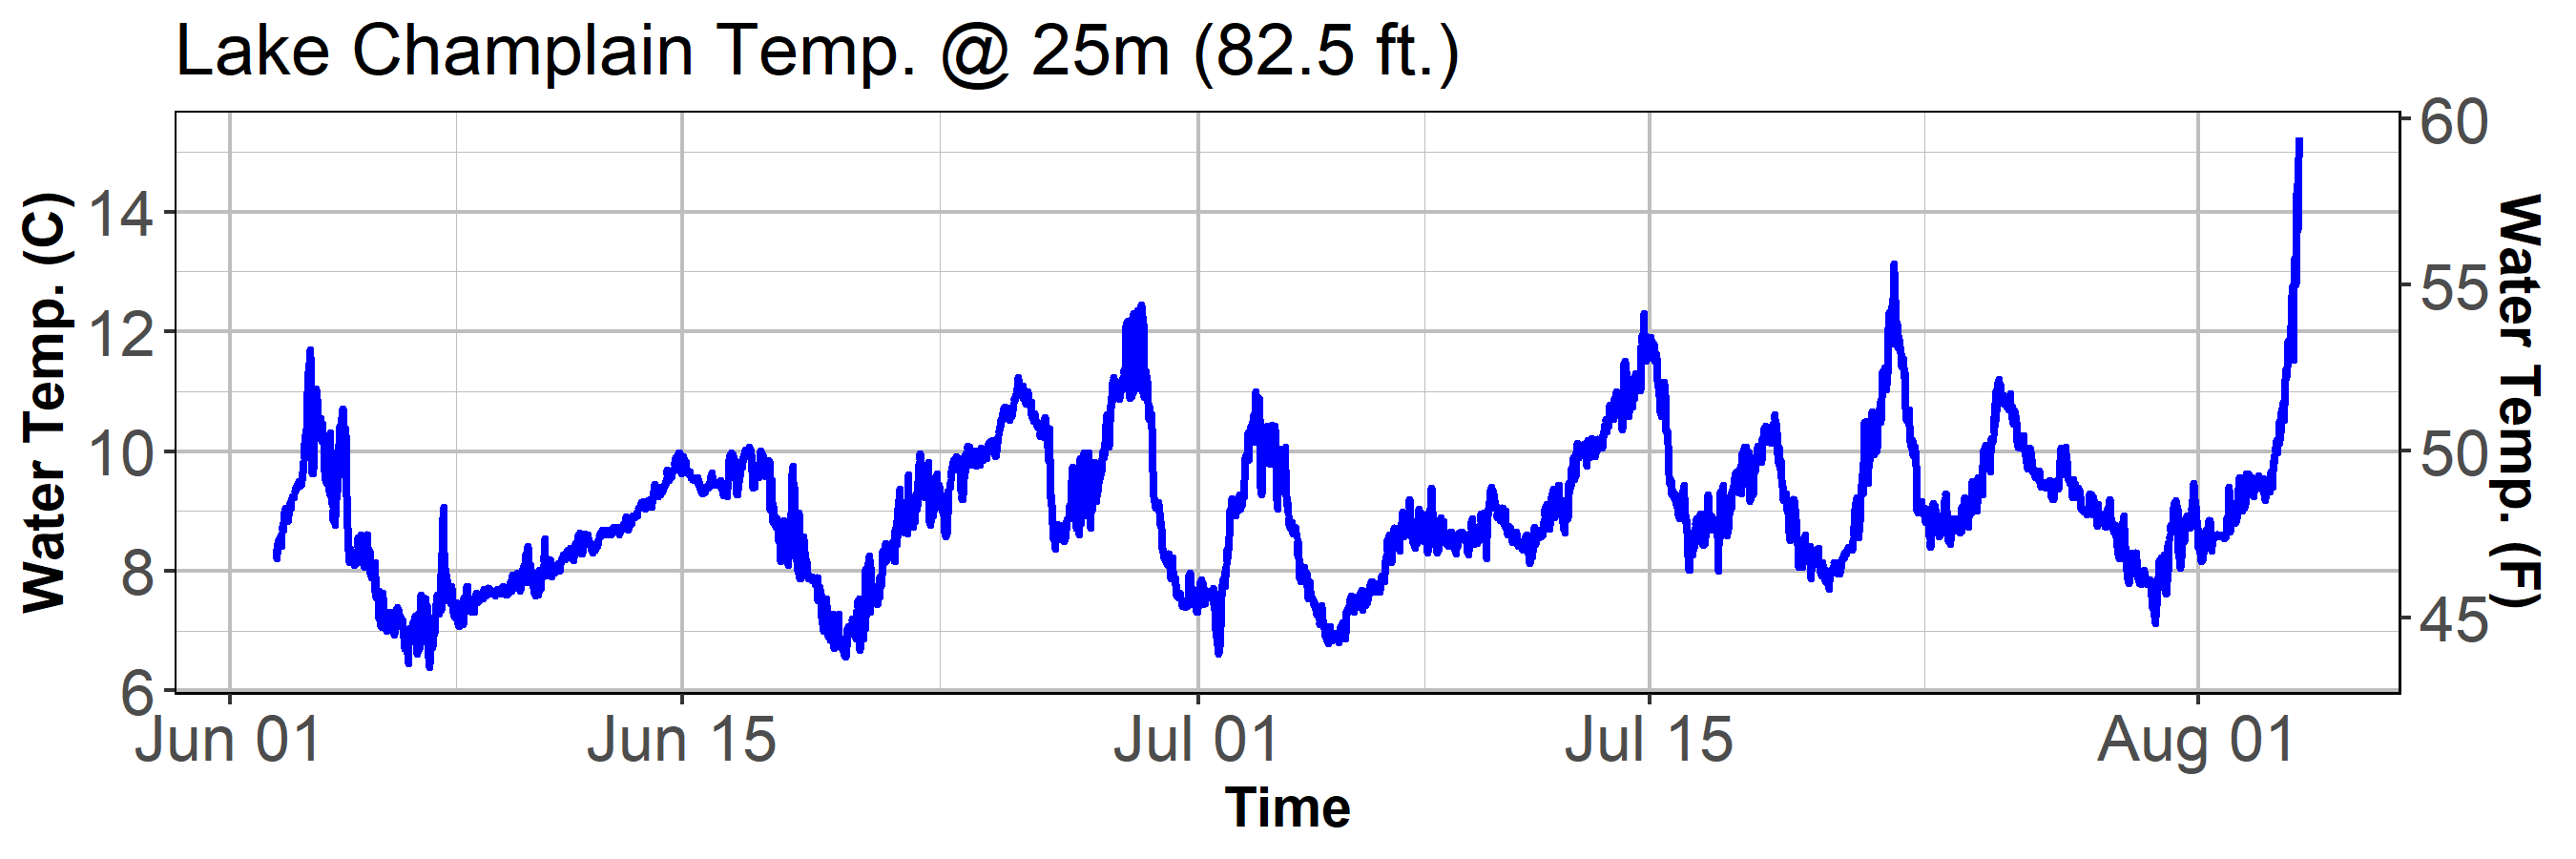 Lake Champlain Temp. @ 25m (82.5 ft.)
Water Temp. (C)
14
12
10
8
6
60
55
50
45
Water Temp. (F)
Jun 01
Jun 15
Jul 01
Jul 15
Aug 01
Time